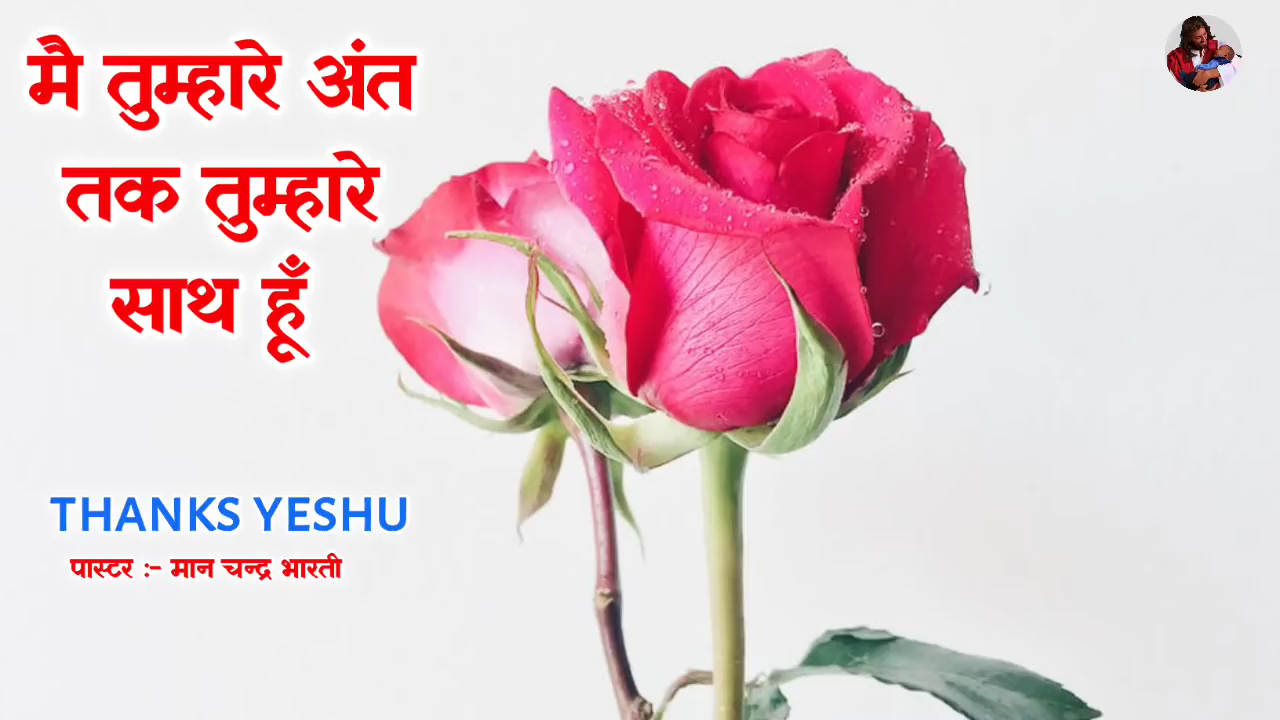 मै तुम्हारे अंत
तक तुम्हारे
साथ हूँ
THANKS YESHU
पास्टर :- मान चन्द्र भारती